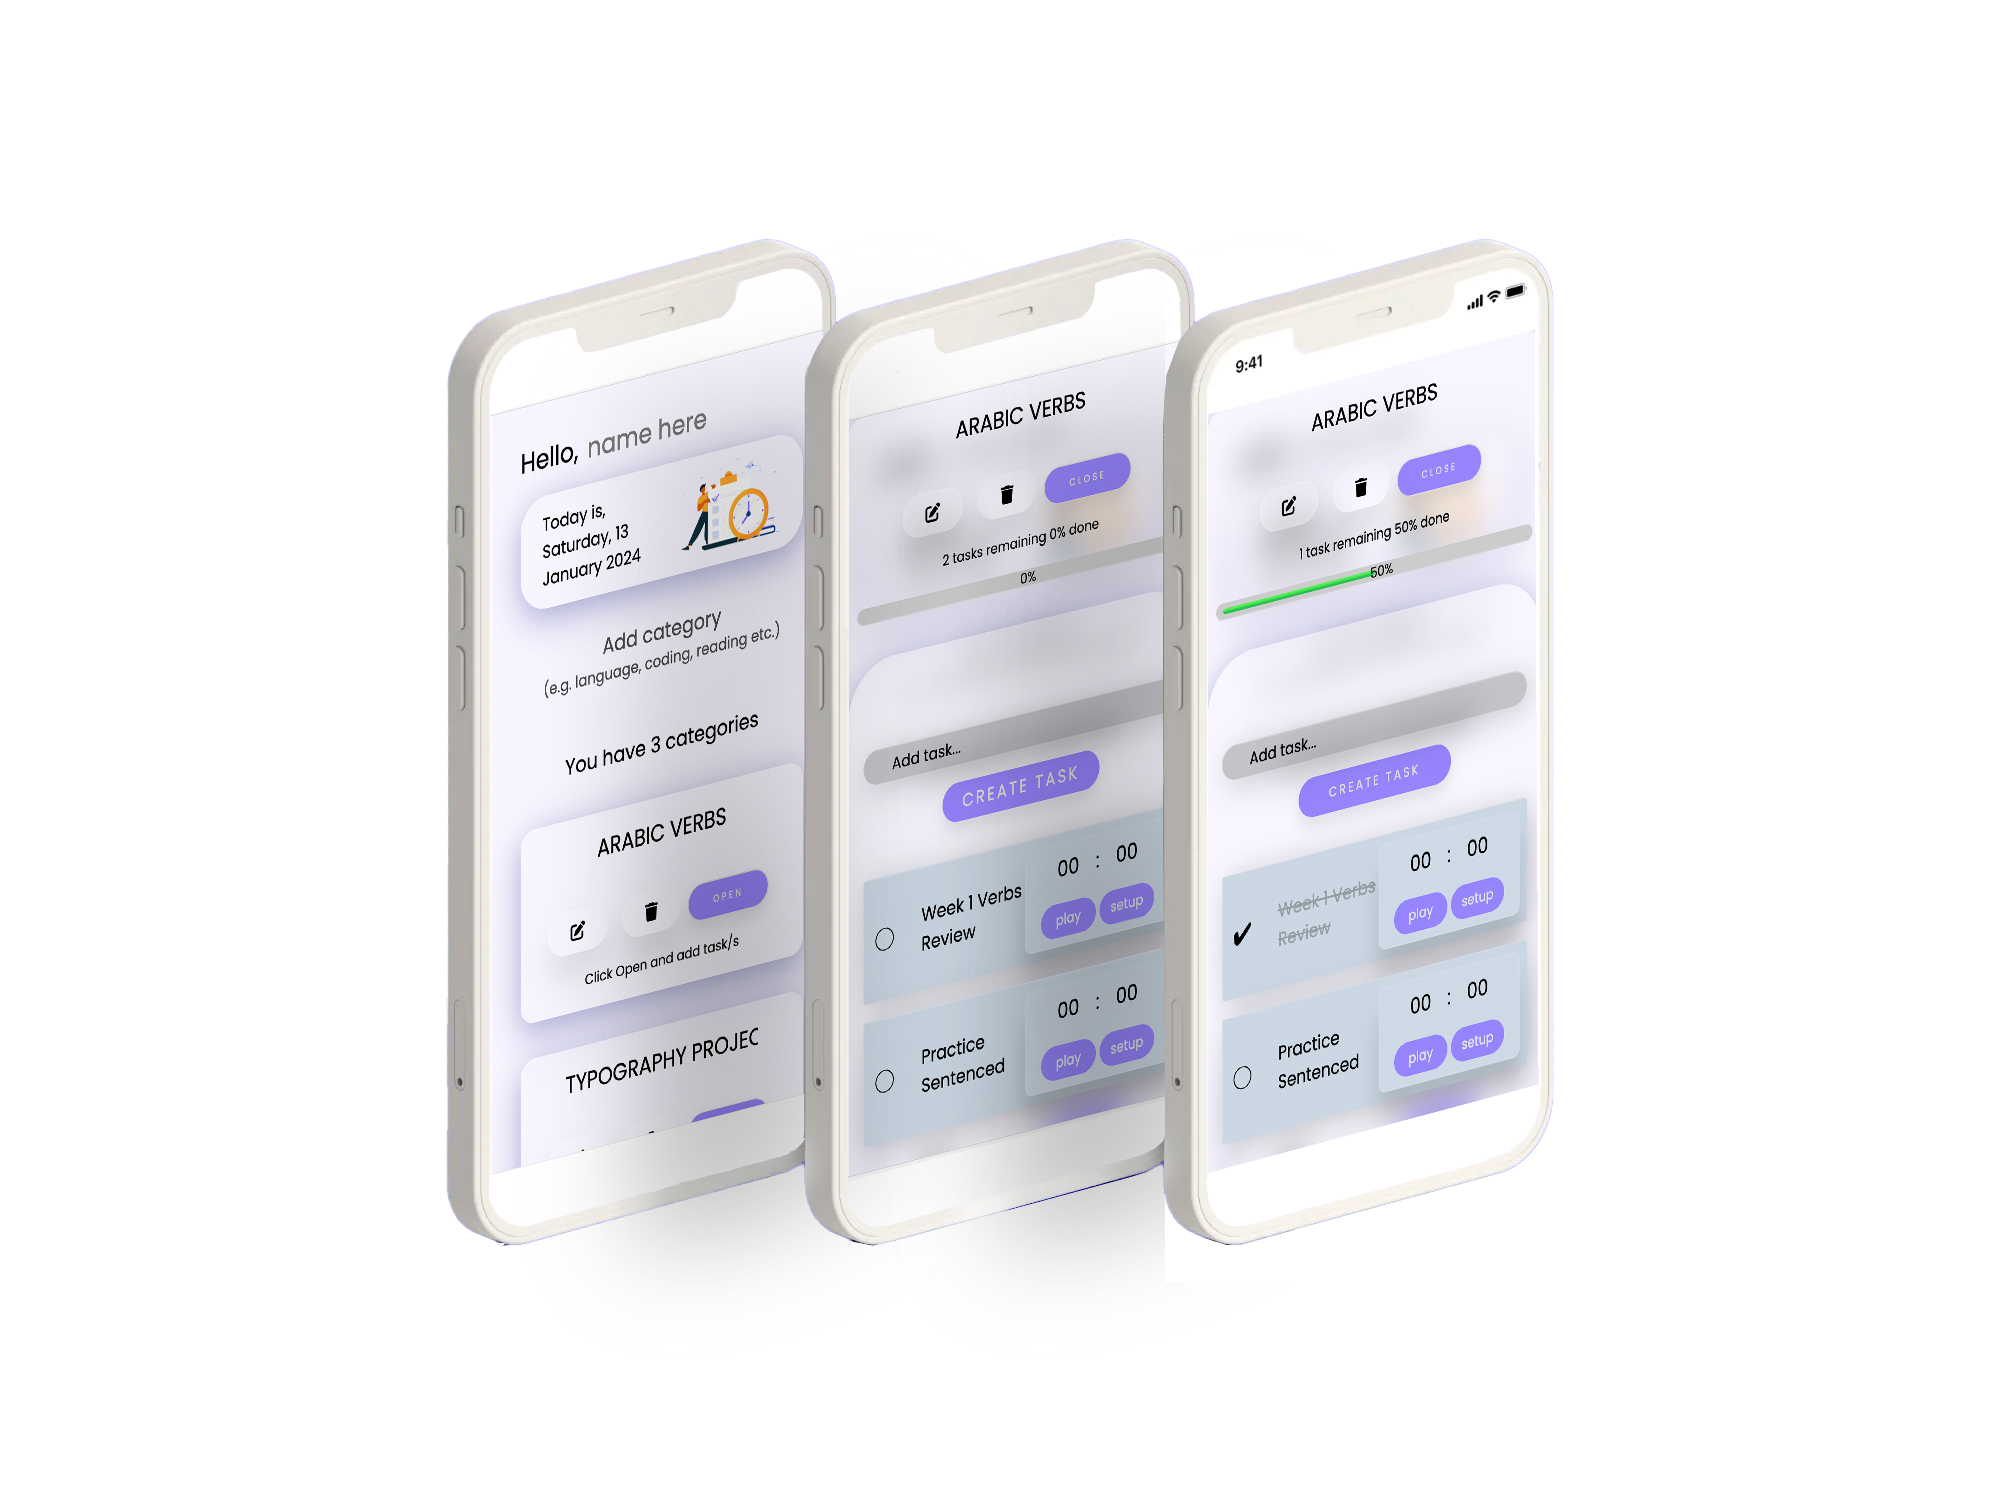 Hello, name here
Today is,
Saturday, 13
January 2024
Add category
(e.g. language, coding, reading etc.)
You have 3 categories
ARABIC VERBS
OPEN
Click Open and add task/s
TYPOGRAPHY PROJEC
ARABIC VERBS
CLOSE
2 tasks remaining 0% done
0%
Add task...
CREATE TASK
Week 1 Verbs
Review
00 : 00
play setup
Practice
Sentenced
00 : 00
play setup
9:41
ARABIC VERBS
CLOSE
1 task remaining 50% done
50%
Add task...
CREATE TASK
Week 1 Verbs
Review
00 : 00
play setup
Practice
Sentenced
00 : 00
play setup